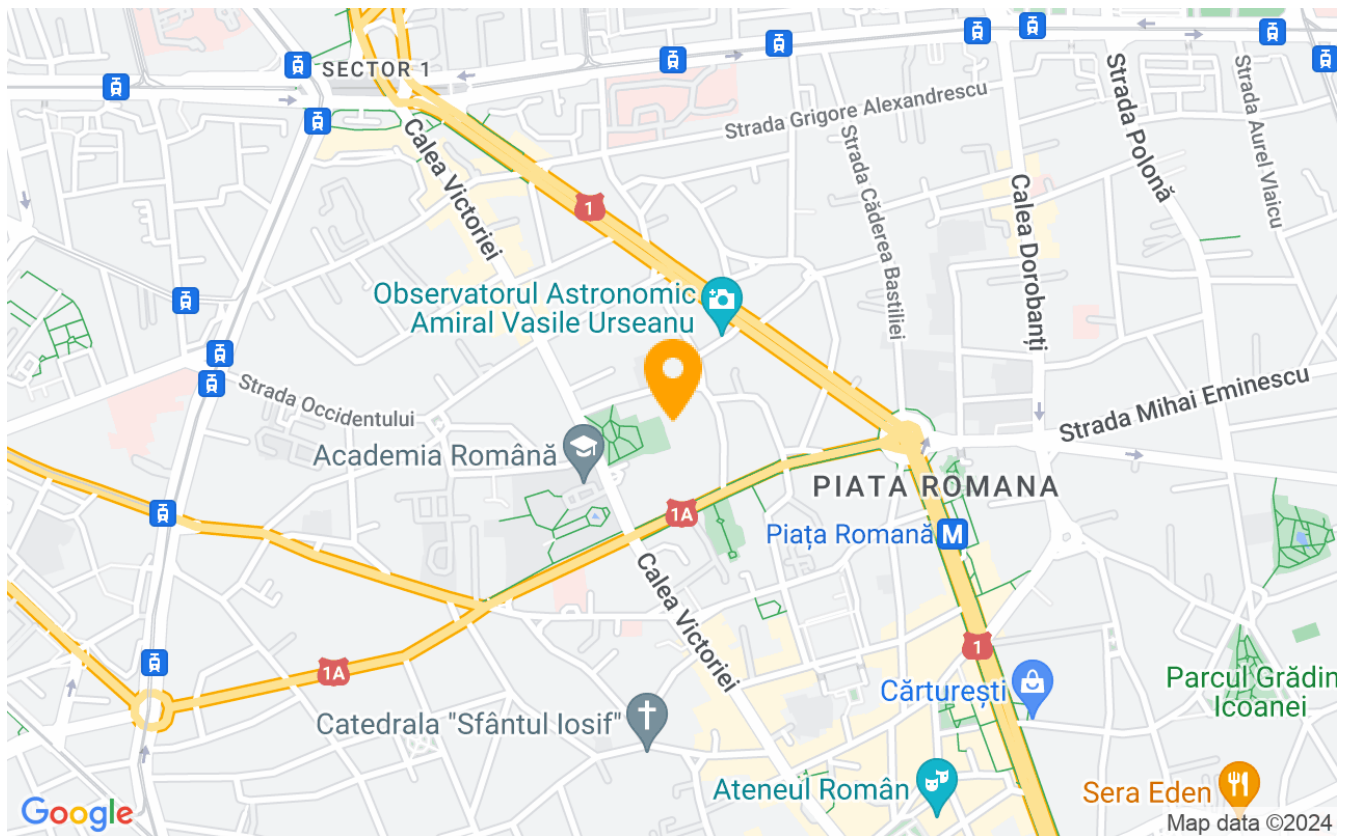 SECTOR 1
Strada Grigore Alexandrescu
Strada Polonă
Strada Aurel Vlaicu
Calea Victoriei
Strada Căderea Bastiliei
Calea Dorobanți
1
Observatorul Astronomic
Amiral Vasile Urseanu
Strada Occidentului
Strada Mihai Eminescu
Academia Română
PIATA ROMANA
1A
Piața Romană M
Calea Victoriei
1
1A
Cărturești
Parcul Grădin
Icoanei
Catedrala "Sfântul Iosif"
Ateneul Român
Sera Eden
Google
Map data ©2024